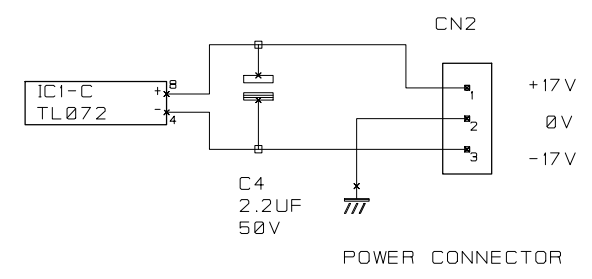 CN2
IC1-C
+
8
TL072
-
4
1
+17V
2
0V
3
-17V
C4
2.2UF
50V
POWER CONNECTOR